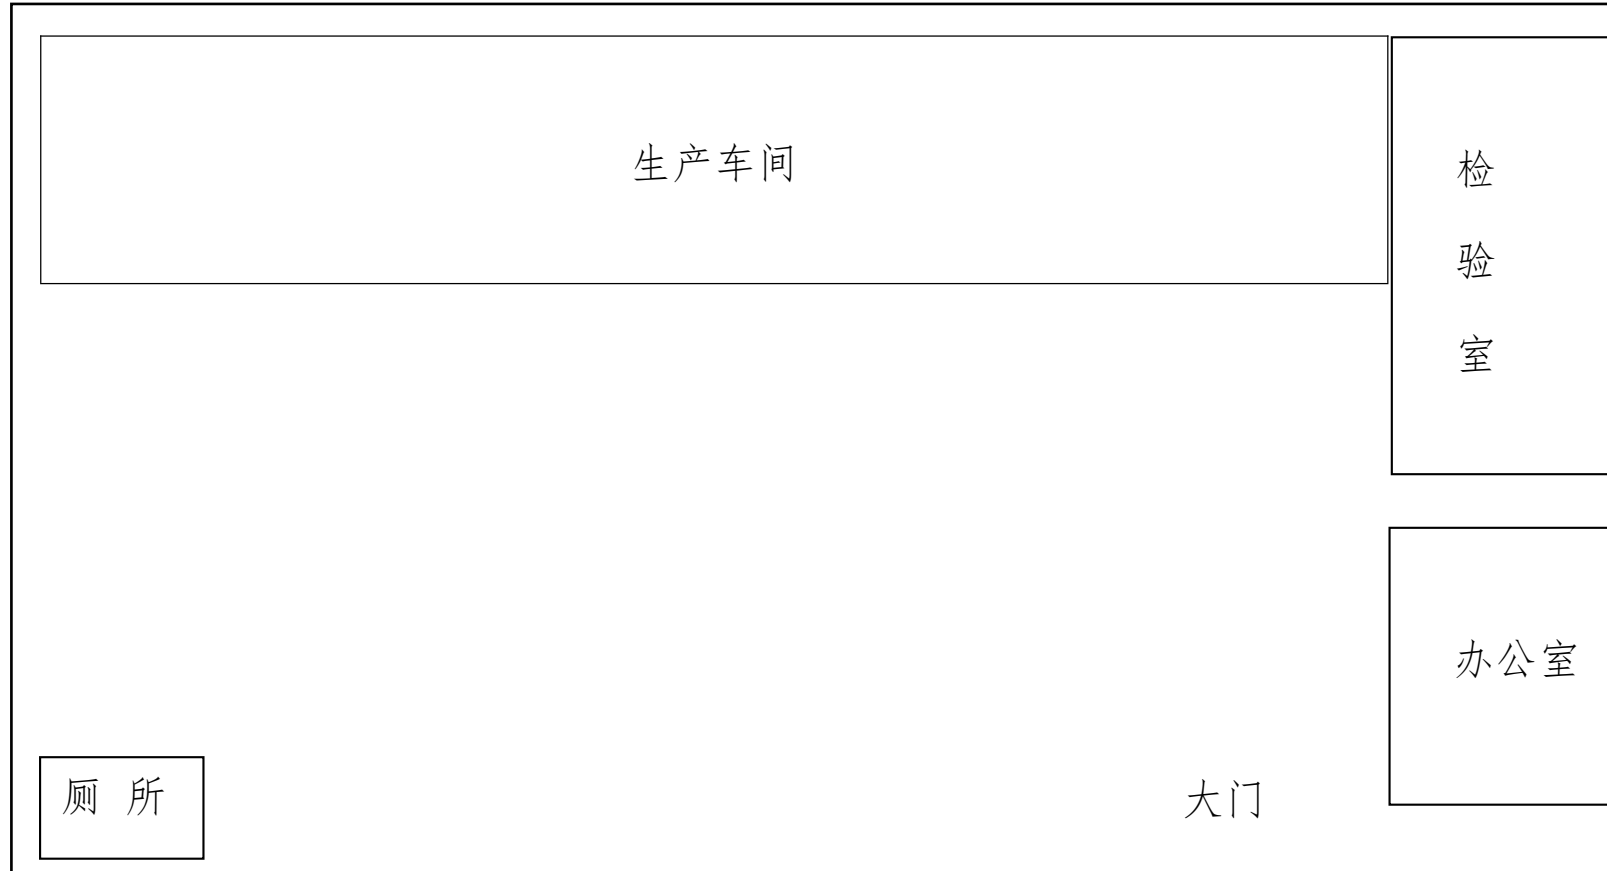 生产车间
检
验
室
办公室
厕 所
大门